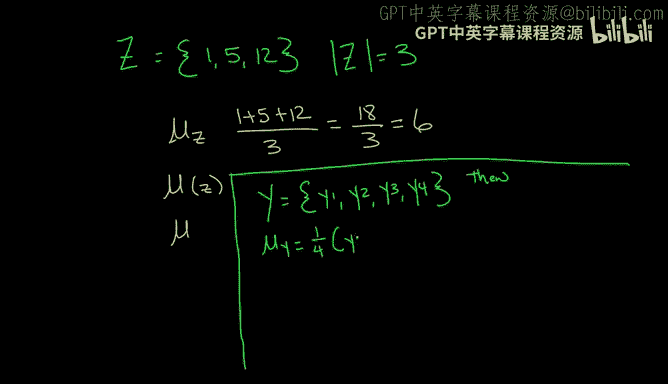 GPT中英字幕课程资源@bilibili.com
GPT中英字幕课程资源 bilibili
Z = {1, 5, 12} |Z| = 3
μ_Z (1+5+12)/3 = 18/3 = 6
μ(z)
Y = {y1, y2, y3, y4} then
μ
μ_Y = 1/4 (y